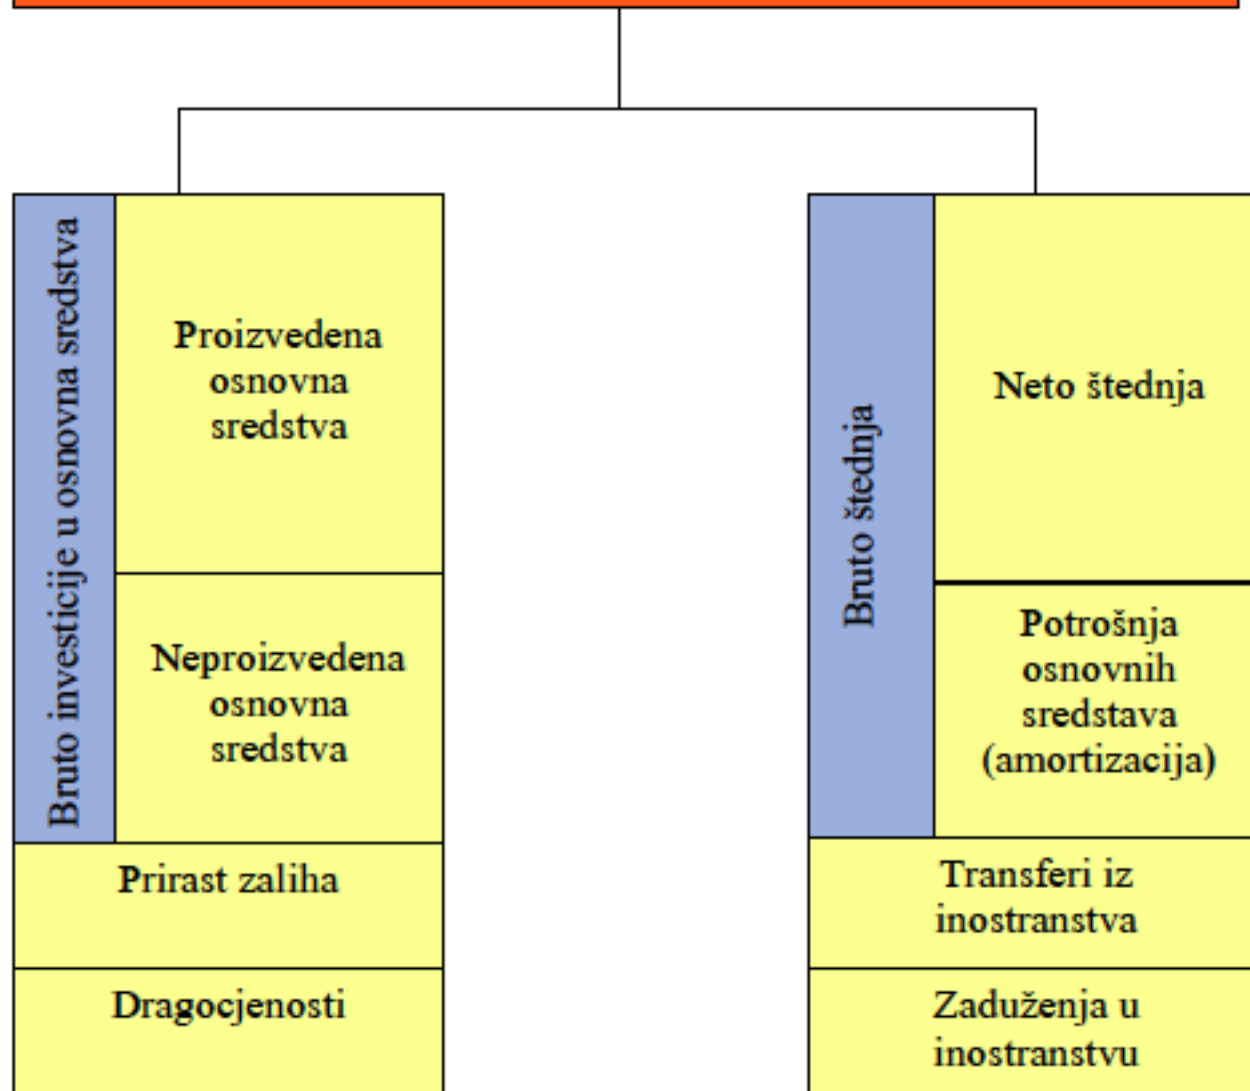 Bruto investicije u osnovna sredstva
Proizvedena
osnovna
sredstva
Neproizvedena
osnovna
sredstva
Prirast zaliha
Dragocjenosti
Bruto štednja
Neto štednja
Potrošnja
osnovnih
sredstava
(amortizacija)
Transferi iz
inostranstva
Zaduženja u
inostranstvu